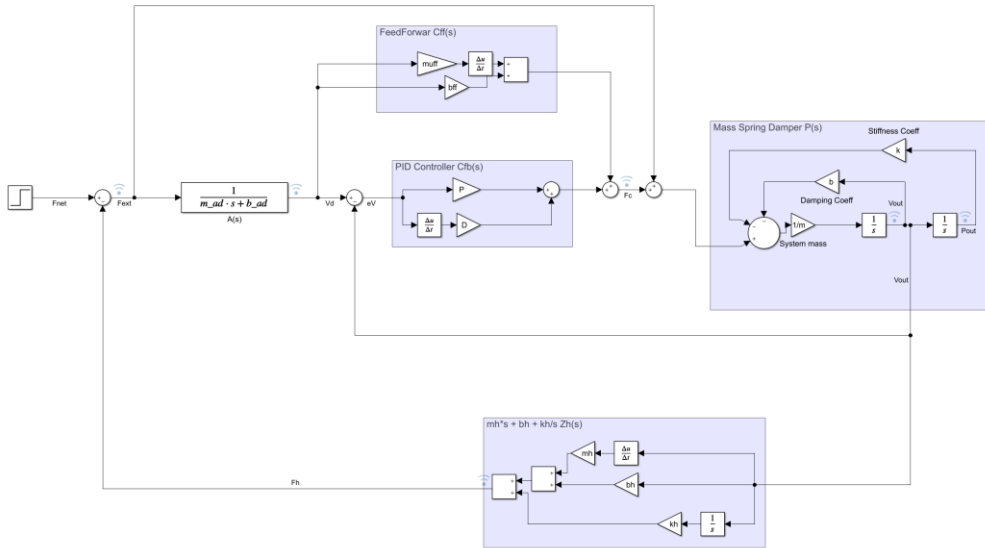 FeedForwar Cff(s)
muff
Δu
Δt
bff
Mass Spring Damper P(s)
Stiffness Coeff
k
PID Controller Cfb(s)
P
b
Damping Coeff
Vout
Fnet
Fext
1
m_ad · s + b_ad
A(s)
Vd
eV
Δu
Δt
D
Fc
1/m
System mass
1
s
1
s
Pout
Vout
mh*s + bh + kh/s Zh(s)
mh
Δu
Δt
Fh
bh
kh
1
s